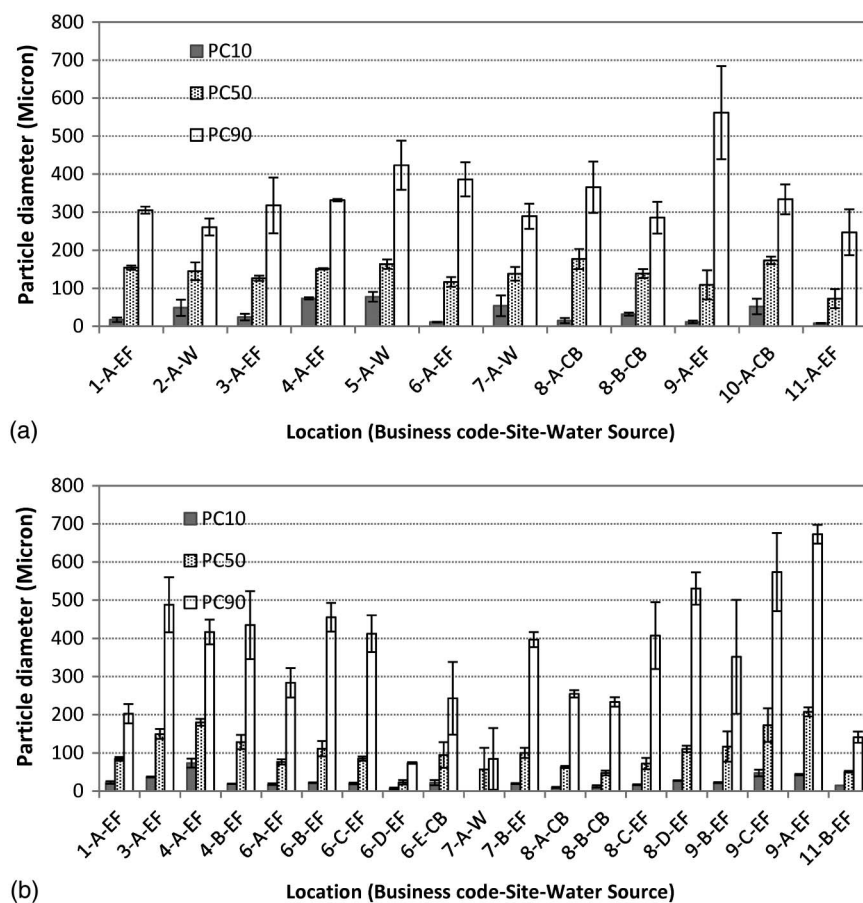 800
700
600
500
400
300
200
100
0
Particle diameter (Micron)
PC10
PC50
PC90
1-A-EF
2-A-W
3-A-EF
4-A-EF
5-A-W
6-A-EF
7-A-W
8-A-CB
8-B-CB
9-A-EF
10-A-CB
11-A-EF
(a)
Location (Business code-Site-Water Source)
800
700
600
500
400
300
200
100
0
Particle diameter (Micron)
PC10
PC50
PC90
1-A-EF
3-A-EF
4-A-EF
4-B-EF
6-A-EF
6-B-EF
6-C-EF
6-D-EF
6-E-CB
7-A-W
7-B-EF
8-A-CB
8-B-CB
8-C-EF
8-D-EF
9-B-EF
9-C-EF
9-A-EF
11-B-EF
(b)
Location (Business code-Site-Water Source)